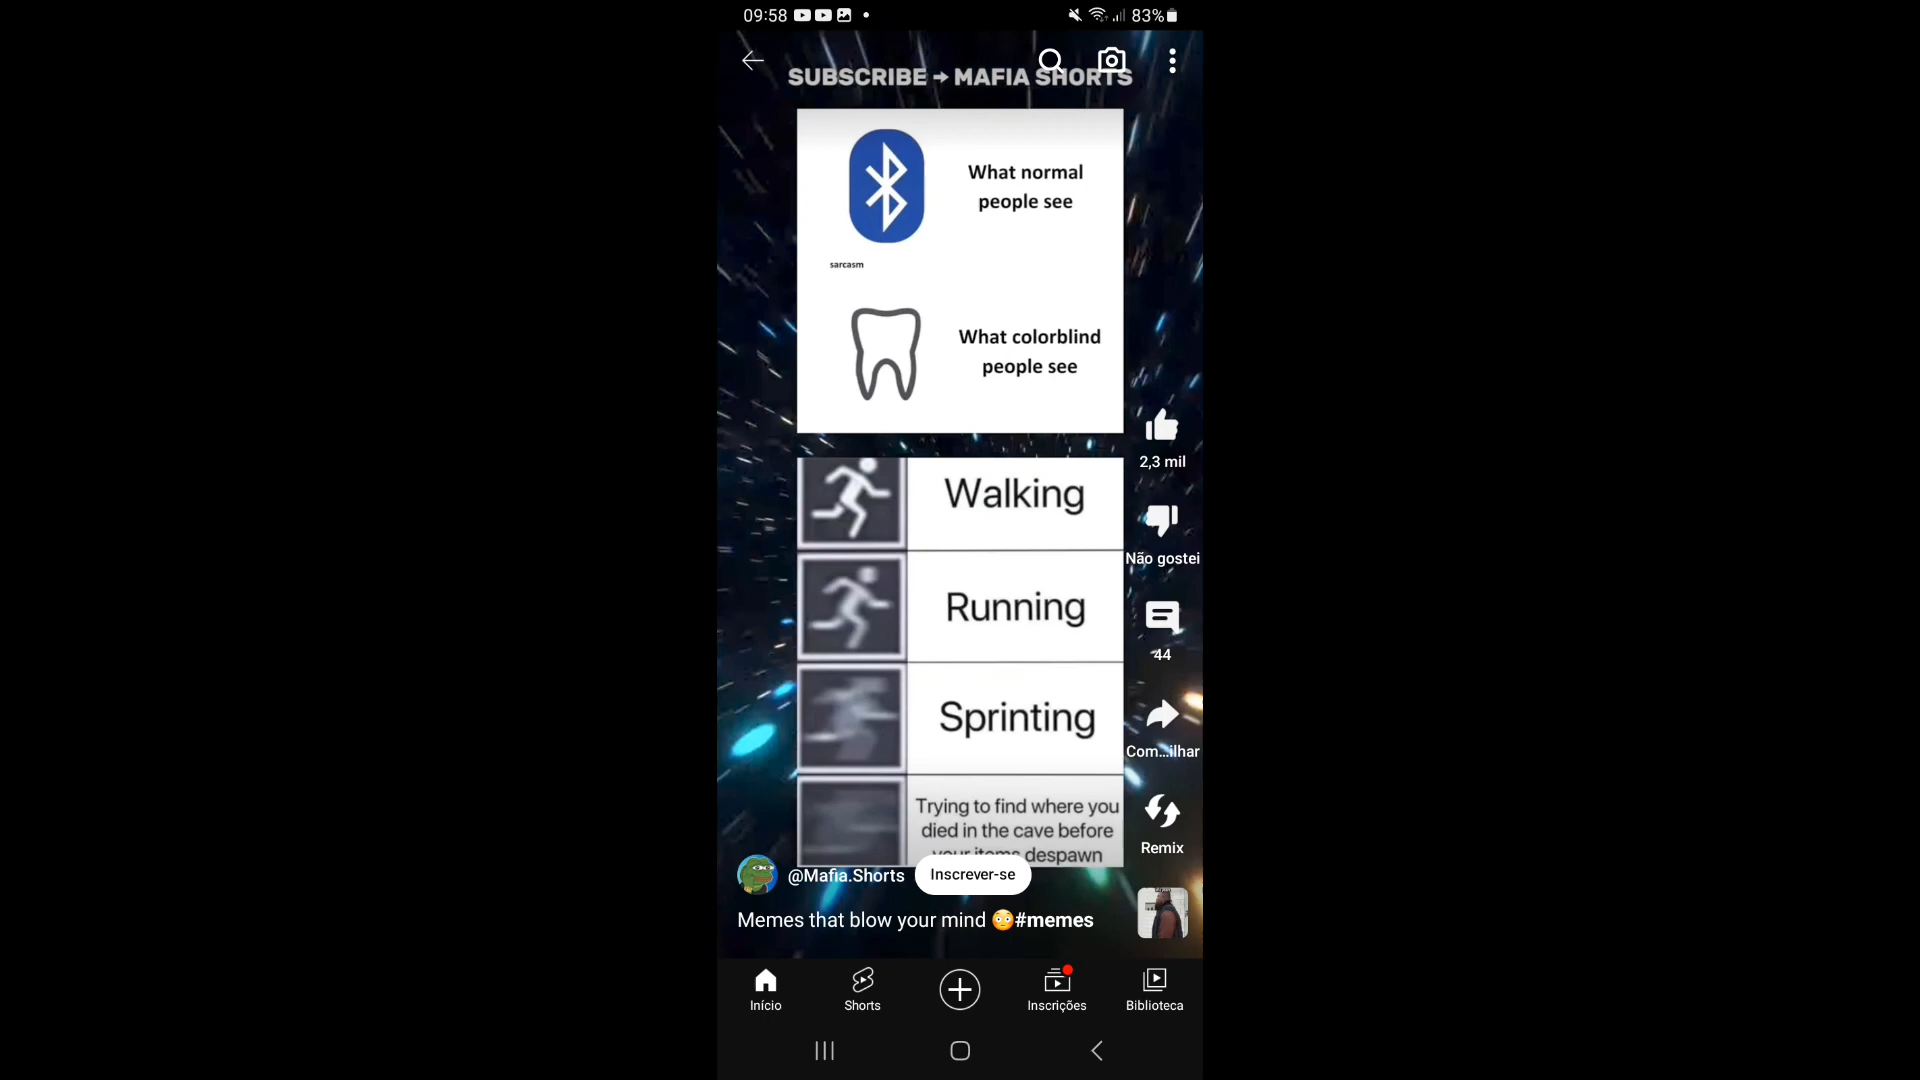 09:58
83%
SUBSCRIBE → MAFIA SHORTS
What normal
people see
sarcasm
What colorblind
people see
Walking
Running
Sprinting
Trying to find where you
died in the cave before
your items despawn
2,3 mil
Não gostei
44
Com...ilhar
Remix
@Mafia.Shorts
Inscrever-se
Memes that blow your mind 😳#memes
Início
Shorts
Inscrições
Biblioteca